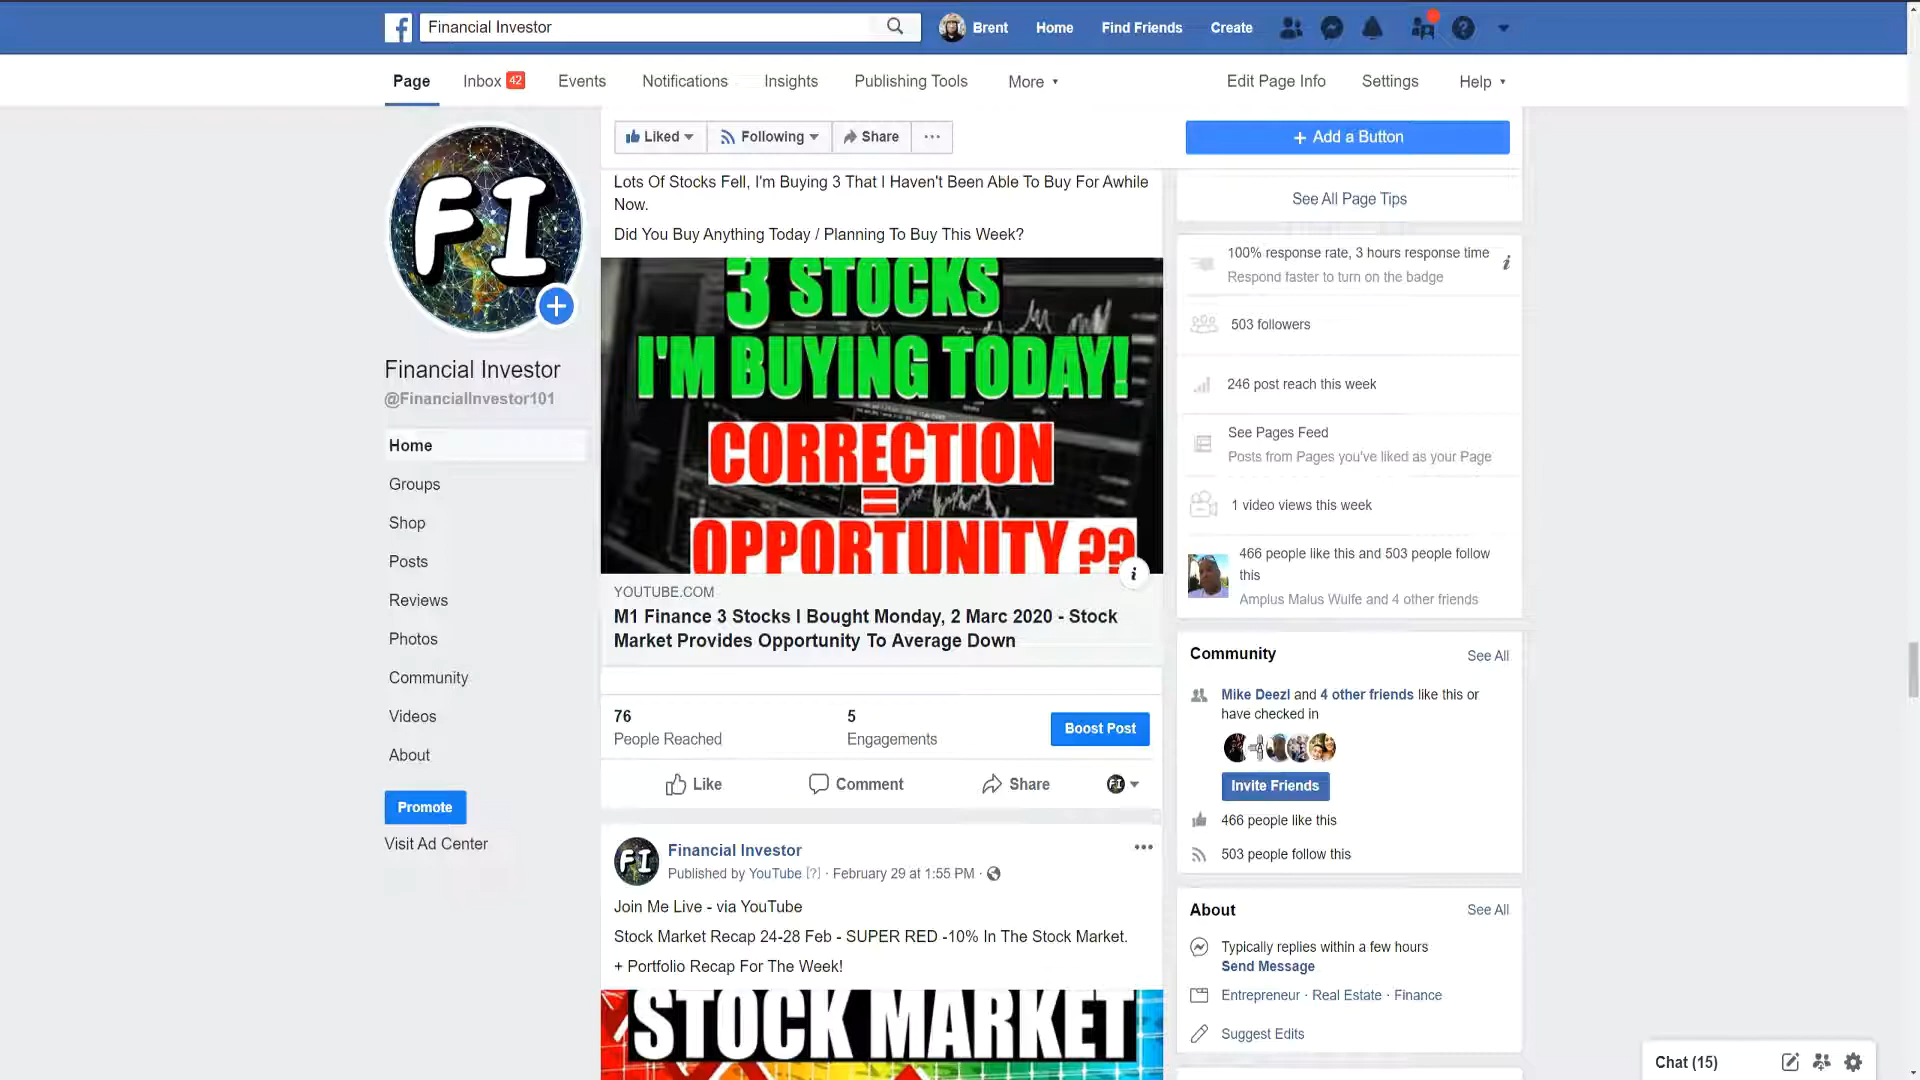 Financial Investor
Brent
Home
Find Friends
Create
Page
Inbox 42
Events
Notifications
Insights
Publishing Tools
More
Edit Page Info
Settings
Help
FI
Financial Investor
@FinancialInvestor101
Home
Groups
Shop
Posts
Reviews
Photos
Community
Videos
About
Promote
Visit Ad Center
Liked
Following
Share
+ Add a Button
Lots Of Stocks Fell, I'm Buying 3 That I Haven't Been Able To Buy For Awhile
Now.
Did You Buy Anything Today / Planning To Buy This Week?
3 STOCKS
I'M BUYING TODAY!
CORRECTION
=
OPPORTUNITY ??
YOUTUBE.COM
M1 Finance 3 Stocks I Bought Monday, 2 Marc 2020 - Stock
Market Provides Opportunity To Average Down
76
People Reached
5
Engagements
Boost Post
Like
Comment
Share
FI
Financial Investor
Published by YouTube [?] · February 29 at 1:55 PM ·
Join Me Live - via YouTube
Stock Market Recap 24-28 Feb - SUPER RED -10% In The Stock Market.
+ Portfolio Recap For The Week!
STOCK MARKET
See All Page Tips
100% response rate, 3 hours response time
Respond faster to turn on the badge
503 followers
246 post reach this week
See Pages Feed
Posts from Pages you've liked as your Page
1 video views this week
466 people like this and 503 people follow
this
Amplus Malus Wulfe and 4 other friends
Community
See All
Mike Deezl and 4 other friends like this or
have checked in
Invite Friends
466 people like this
503 people follow this
About
See All
Typically replies within a few hours
Send Message
Entrepreneur · Real Estate · Finance
Suggest Edits
Chat (15)